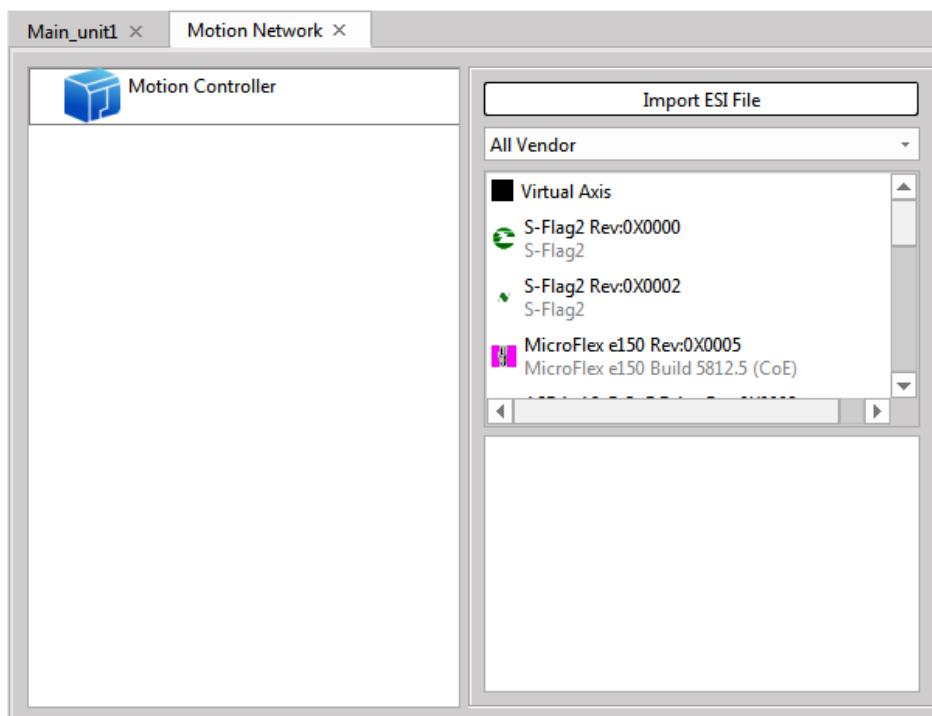 Main_unit1
Motion Network
Motion Controller
Import ESI File
All Vendor
Virtual Axis
S-Flag2 Rev:0X0000
S-Flag2
S-Flag2 Rev:0X0002
S-Flag2
MicroFlex e150 Rev:0X0005
MicroFlex e150 Build 5812.5 (CoE)